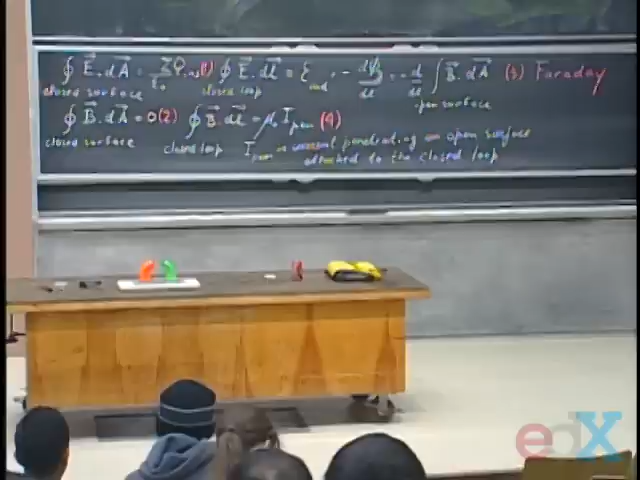 ∮ E⃗.dA⃗ = ΣQ_ins/ε₀ (1) ∮ E⃗.dl⃗ = ℰ_ind = - dΦ_B/dt = - d/dt ∫ B⃗.dA⃗ (3) Faraday
closed surface closed loop open surface
∮ B⃗.dA⃗ = 0 (2) ∮ B⃗.dl⃗ = μ₀ I_pen (4)
closed surface closed loop I_pen = current penetrating an open surface
attached to the closed loop
edX